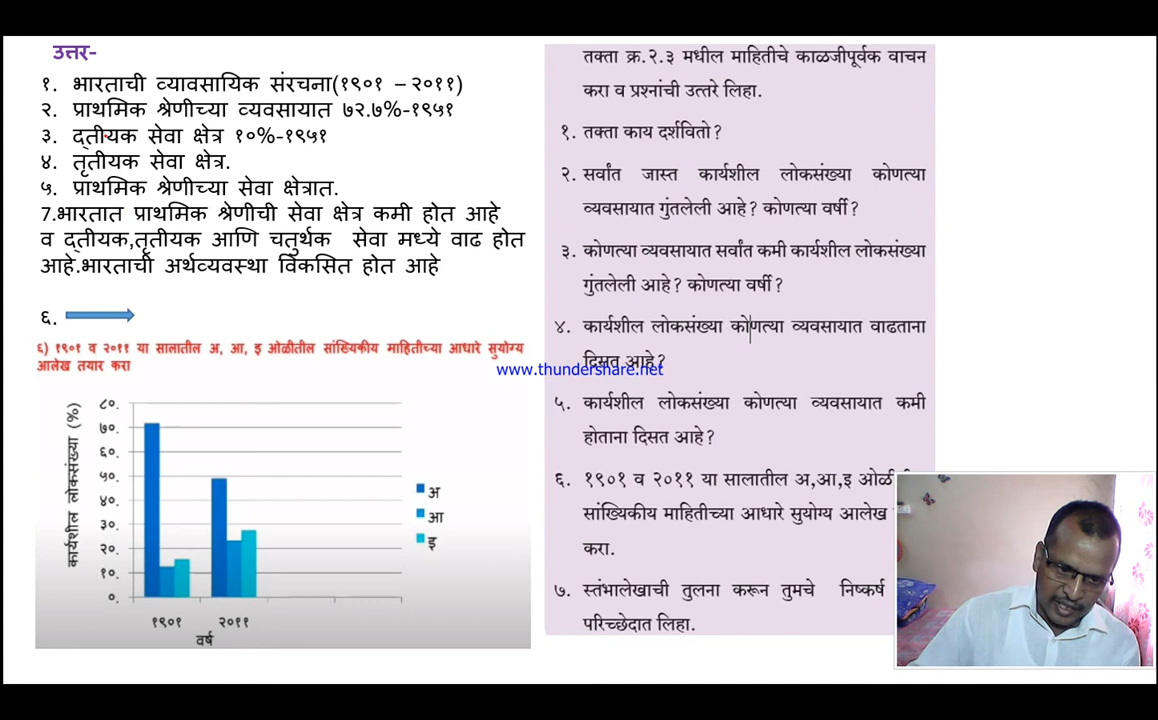 उत्तर-
१. भारताची व्यावसायिक संरचना(१९०१ – २०११)
२. प्राथमिक श्रेणीच्या व्यवसायात ७२.७%-१९५१
३. द्तीयक सेवा क्षेत्र १०%-१९५१
४. तृतीयक सेवा क्षेत्र.
५. प्राथमिक श्रेणीच्या सेवा क्षेत्रात.
7.भारतात प्राथमिक श्रेणीची सेवा क्षेत्र कमी होत आहे
व द्तीयक,तृतीयक आणि चतुर्थक सेवा मध्ये वाढ होत
आहे.भारताची अर्थव्यवस्था विकसित होत आहे
६.
६) १९०१ व २०११ या सालातील अ, आ, इ ओळीतील सांख्यिकीय माहितीच्या आधारे सुयोग्य
आलेख तयार करा
कार्यशील लोकसंख्या (%)
८०.
७०.
६०.
५०.
४०.
३०.
२०.
१०.
०.
१९०१ २०११
वर्ष
अ
आ
इ
तक्ता क्र.२.३ मधील माहितीचे काळजीपूर्वक वाचन
करा व प्रश्नांची उत्तरे लिहा.
१. तक्ता काय दर्शवितो?
२. सर्वांत जास्त कार्यशील लोकसंख्या कोणत्या
व्यवसायात गुंतलेली आहे? कोणत्या वर्षी?
३. कोणत्या व्यवसायात सर्वांत कमी कार्यशील लोकसंख्या
गुंतलेली आहे? कोणत्या वर्षी?
४. कार्यशील लोकसंख्या कोणत्या व्यवसायात वाढताना
दिसत आहे?
www.thundershare.net
५. कार्यशील लोकसंख्या कोणत्या व्यवसायात कमी
होताना दिसत आहे?
६. १९०१ व २०११ या सालातील अ,आ,इ
सांख्यिकीय माहितीच्या आधारे सुयोग्य आलेख
करा.
७. स्तंभालेखाची तुलना करून तुमचे निष्कर्ष
परिच्छेदात लिहा.